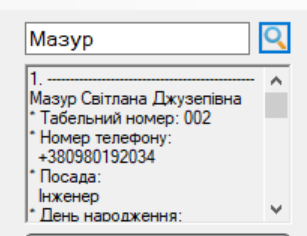 Мазур
1. ----------------------------------------
Мазур Світлана Джузепівна
* Табельний номер: 002
* Номер телефону:
+380980192034
* Посада:
Інженер
* День народження: